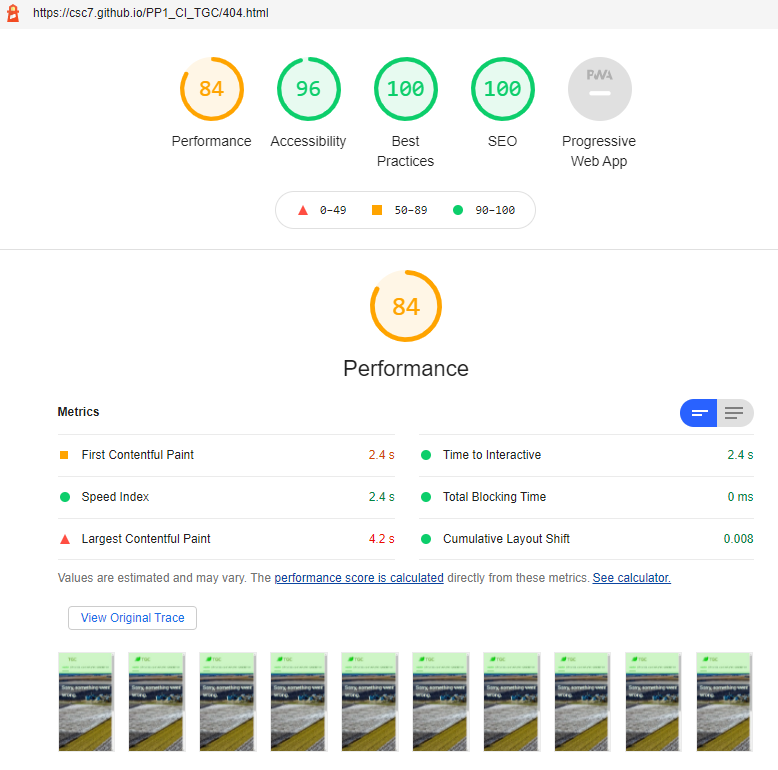 https://csc7.github.io/PP1_CI_TGC/404.html
84 96 100 100 PWA
Performance Accessibility Best Practices SEO Progressive Web App
0–49 50–89 90–100
84
Performance
Metrics
First Contentful Paint 2.4 s
Time to Interactive 2.4 s
Speed Index 2.4 s
Total Blocking Time 0 ms
Largest Contentful Paint 4.2 s
Cumulative Layout Shift 0.008
Values are estimated and may vary. The performance score is calculated directly from these metrics. See calculator.
View Original Trace
TGC TGC TGC TGC TGC TGC TGC TGC TGC TGC
Sorry, something went wrong. Sorry, something went wrong. Sorry, something went wrong. Sorry, something went wrong. Sorry, something went wrong. Sorry, something went wrong. Sorry, something went wrong. Sorry, something went wrong. Sorry, something went wrong. Sorry, something went wrong.